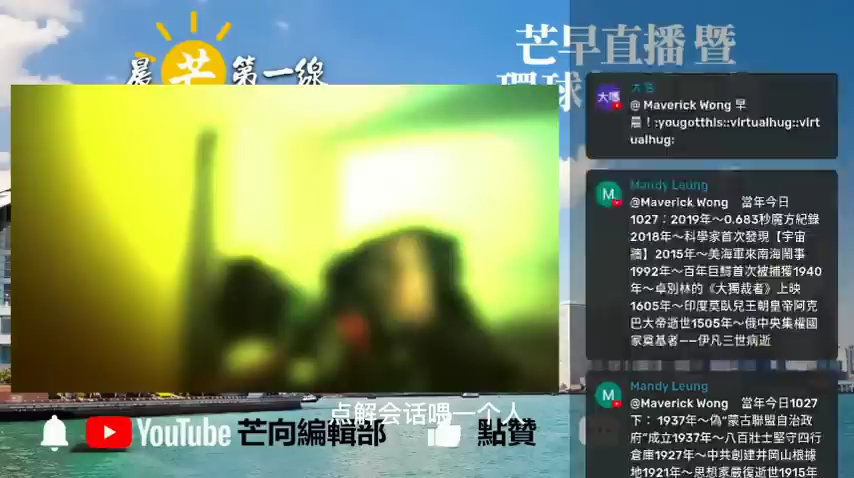 晨芒第一線
芒早直播 暨
環球
大嘥
@ Maverick Wong 早
晨！:yougotthis::virtualhug::virt
ualhug:
Mandy Leung
@Maverick Wong 當年今日
1027：2019年～0.683秒魔方紀錄
2018年～科學家首次發現【宇宙
牆】2015年～美海軍來南海鬧事
1992年～百年巨鱘首次被捕獲1940
年～卓別林的《大獨裁者》上映
1605年～印度莫臥兒王朝皇帝阿克
巴大帝逝世1505年～俄中央集權國
家奠基者——伊凡三世病逝
Mandy Leung
@Maverick Wong 當年今日1027
下： 1937年～偽"蒙古聯盟自治政
府"成立1937年～八百壯士堅守四行
倉庫1927年～中共創建井岡山根據
地1921年～思想家嚴復逝世1915年
点解会话喂一个人
YouTube 芒向編輯部 點贊